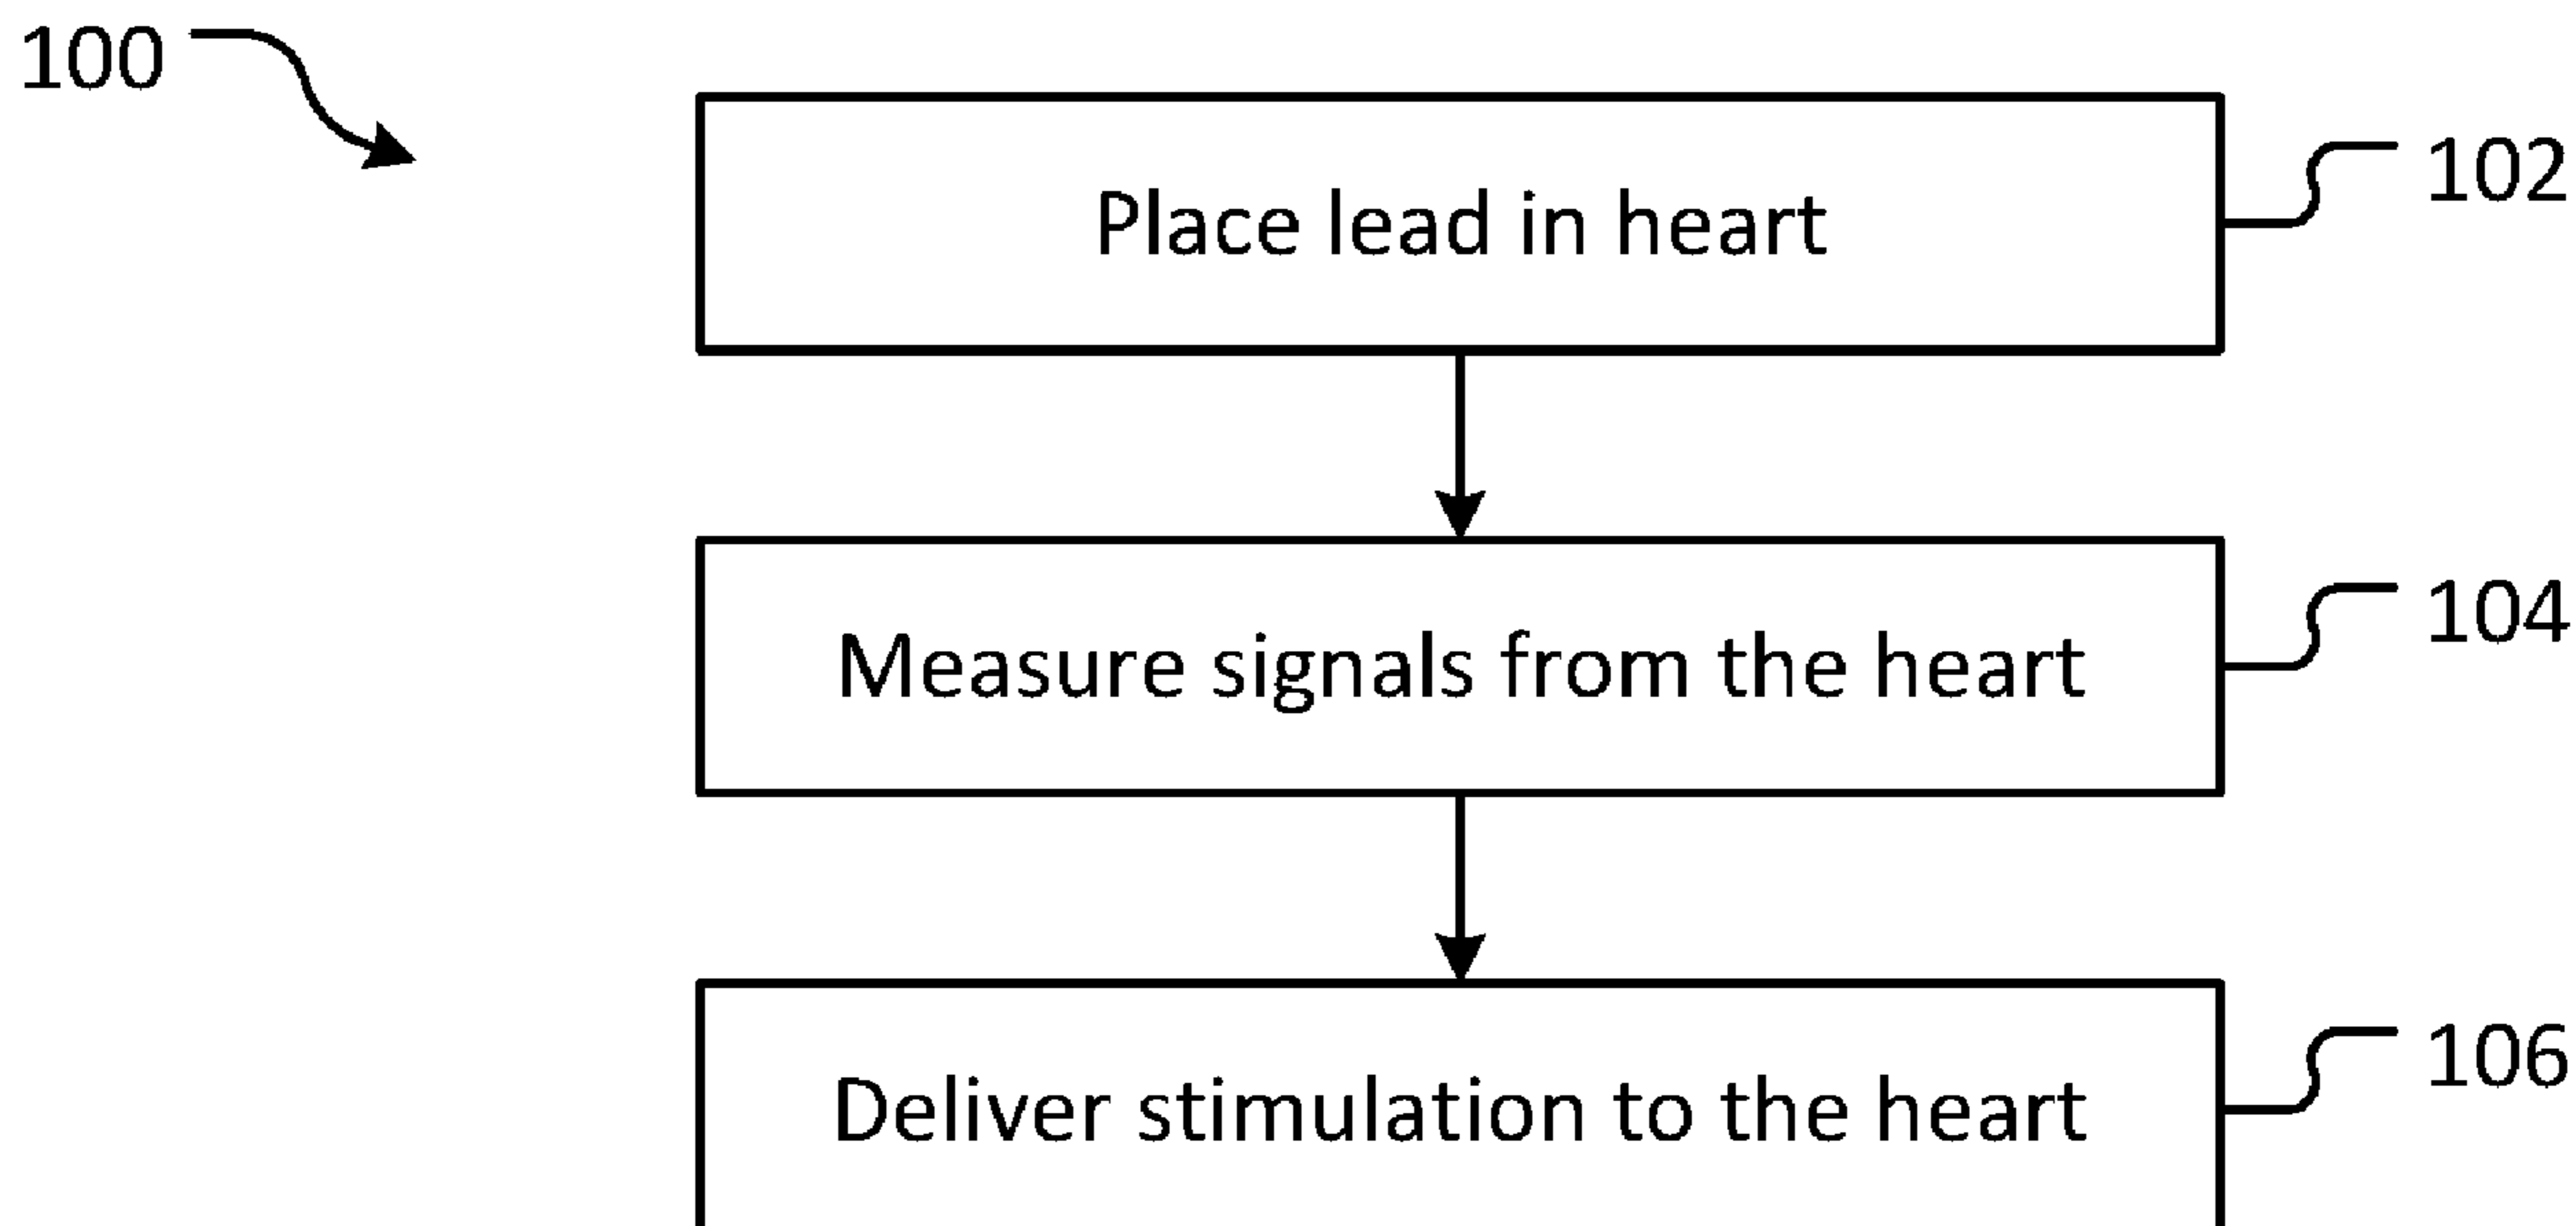 100
Place lead in heart
102
Measure signals from the heart
104
Deliver stimulation to the heart
106